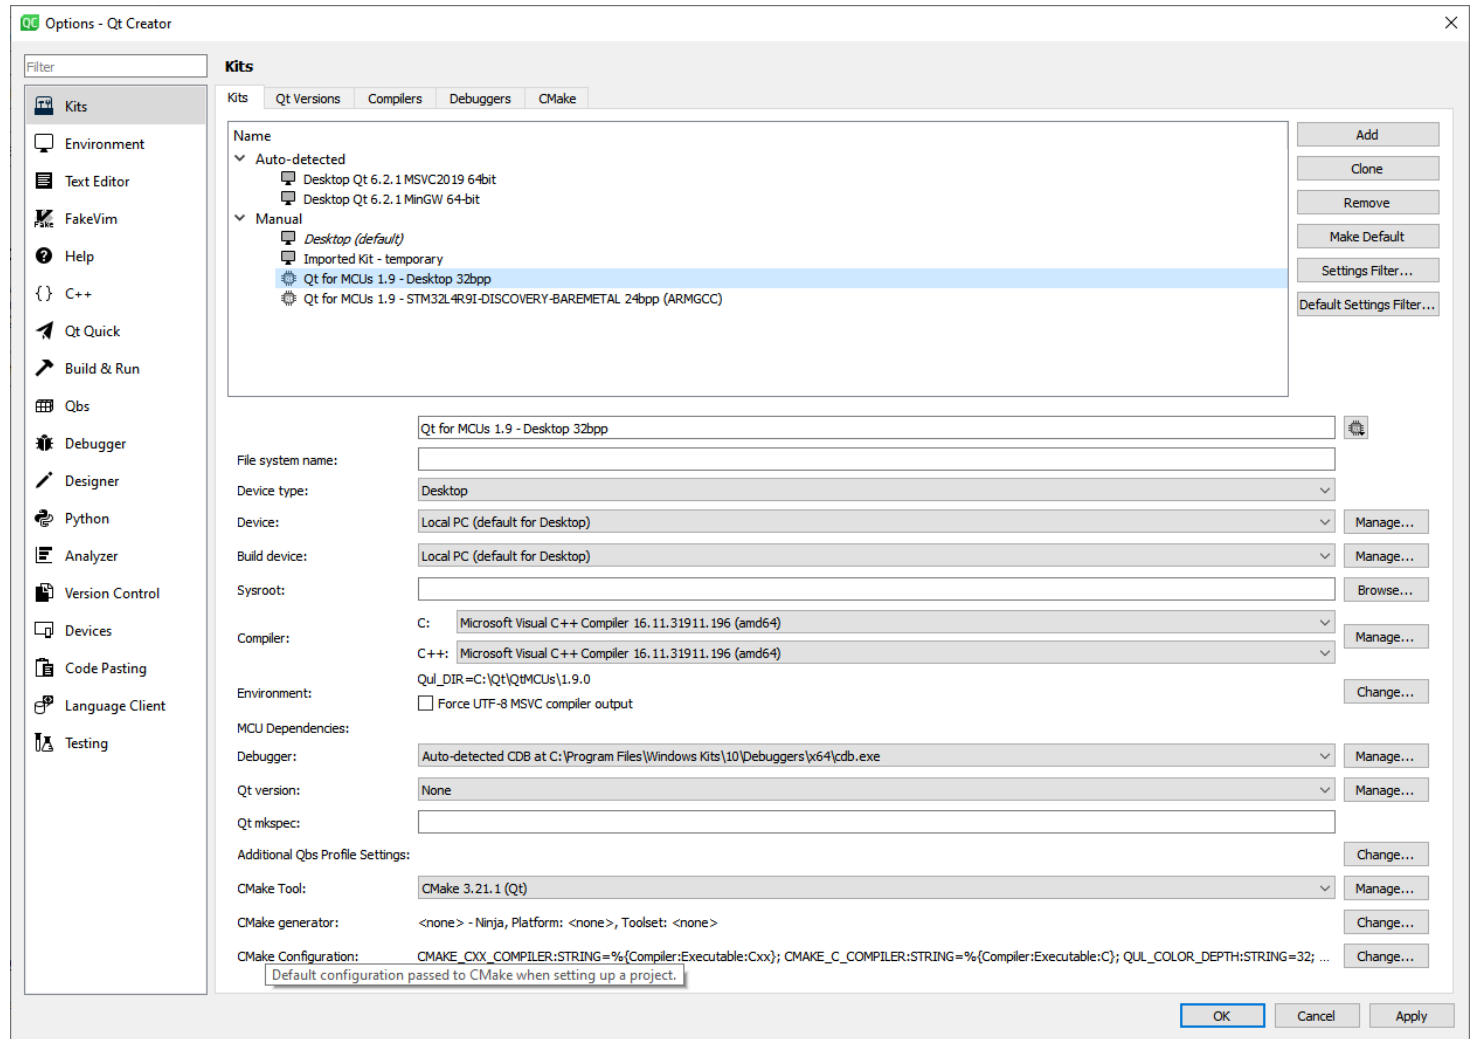 QC Options - Qt Creator
Filter
Kits
Environment
Text Editor
FakeVim
Help
C++
Qt Quick
Build & Run
Qbs
Debugger
Designer
Python
Analyzer
Version Control
Devices
Code Pasting
Language Client
Testing
Kits
Kits Qt Versions Compilers Debuggers CMake
Name
Auto-detected
Desktop Qt 6.2.1 MSVC2019 64bit
Desktop Qt 6.2.1 MinGW 64-bit
Manual
Desktop (default)
Imported Kit - temporary
Qt for MCUs 1.9 - Desktop 32bpp
Qt for MCUs 1.9 - STM32L4R9I-DISCOVERY-BAREMETAL 24bpp (ARMGCC)
Add
Clone
Remove
Make Default
Settings Filter...
Default Settings Filter...
Qt for MCUs 1.9 - Desktop 32bpp
File system name:
Device type: Desktop
Device: Local PC (default for Desktop) Manage...
Build device: Local PC (default for Desktop) Manage...
Sysroot: Browse...
Compiler: C: Microsoft Visual C++ Compiler 16.11.31911.196 (amd64)
C++: Microsoft Visual C++ Compiler 16.11.31911.196 (amd64) Manage...
Environment: Qul_DIR=C:\Qt\QtMCUs\1.9.0
Force UTF-8 MSVC compiler output Change...
MCU Dependencies:
Debugger: Auto-detected CDB at C:\Program Files\Windows Kits\10\Debuggers\x64\cdb.exe Manage...
Qt version: None Manage...
Qt mkspec:
Additional Qbs Profile Settings: Change...
CMake Tool: CMake 3.21.1 (Qt) Manage...
CMake generator: <none> - Ninja, Platform: <none>, Toolset: <none> Change...
CMake Configuration: CMAKE_CXX_COMPILER:STRING=%{Compiler:Executable:Cxx}; CMAKE_C_COMPILER:STRING=%{Compiler:Executable:C}; QUL_COLOR_DEPTH:STRING=32; ... Change...
Default configuration passed to CMake when setting up a project.
OK Cancel Apply